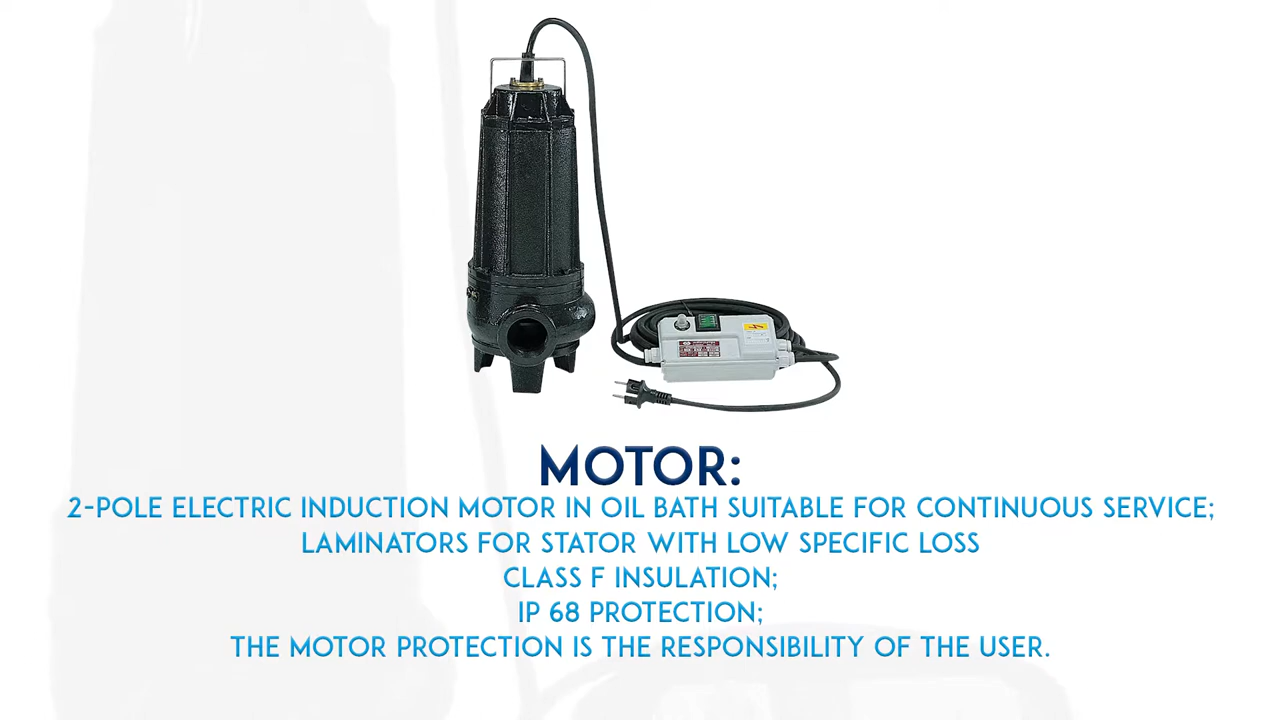 MOTOR:
2-POLE ELECTRIC INDUCTION MOTOR IN OIL BATH SUITABLE FOR CONTINUOUS SERVICE;
LAMINATORS FOR STATOR WITH LOW SPECIFIC LOSS
CLASS F INSULATION;
IP 68 PROTECTION;
THE MOTOR PROTECTION IS THE RESPONSIBILITY OF THE USER.